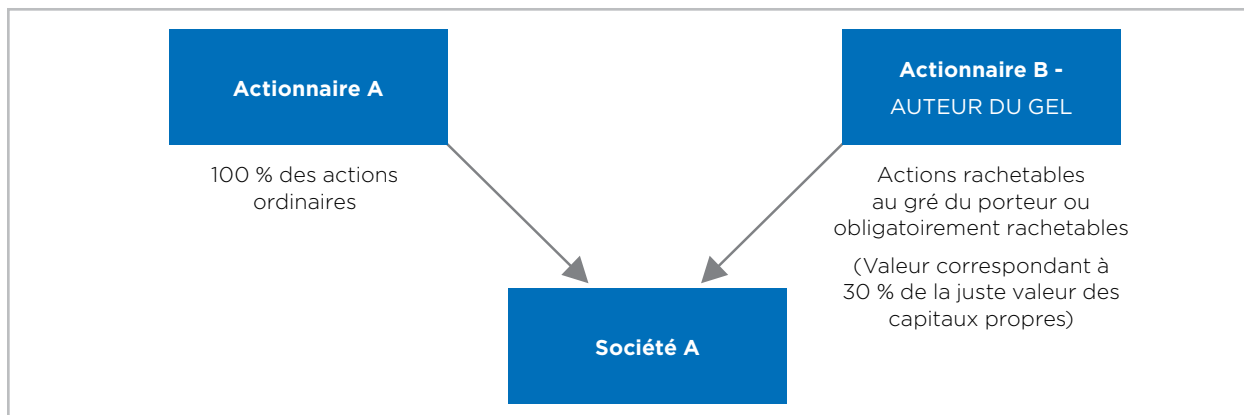 Actionnaire A
Actionnaire B -
AUTEUR DU GEL
100 % des actions
ordinaires
Actions rachetables
au gré du porteur ou
obligatoirement rachetables
(Valeur correspondant à
30 % de la juste valeur des
capitaux propres)
Société A